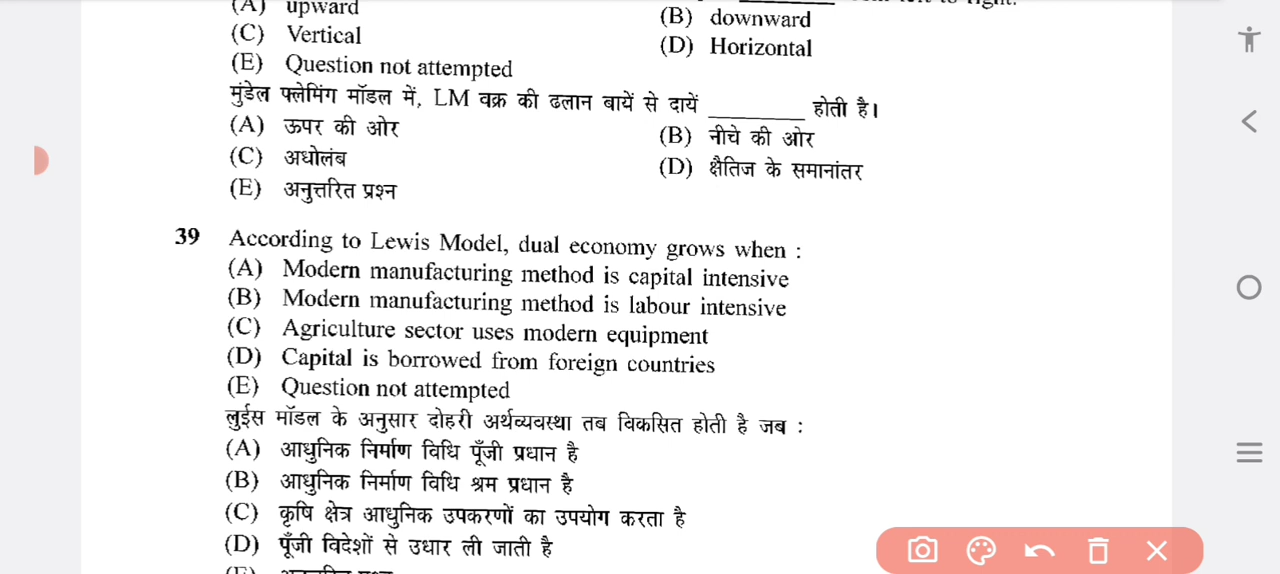 (A) upward
(B) downward
(C) Vertical
(D) Horizontal
(E) Question not attempted
मुंडेल फ्लेमिंग मॉडल में, LM वक्र की ढलान बायें से दायें ________ होती है।
(A) ऊपर की ओर
(B) नीचे की ओर
(C) अधोलंब
(D) क्षैतिज के समानांतर
(E) अनुत्तरित प्रश्न
39 According to Lewis Model, dual economy grows when :
(A) Modern manufacturing method is capital intensive
(B) Modern manufacturing method is labour intensive
(C) Agriculture sector uses modern equipment
(D) Capital is borrowed from foreign countries
(E) Question not attempted
लुईस मॉडल के अनुसार दोहरी अर्थव्यवस्था तब विकसित होती है जब :
(A) आधुनिक निर्माण विधि पूँजी प्रधान है
(B) आधुनिक निर्माण विधि श्रम प्रधान है
(C) कृषि क्षेत्र आधुनिक उपकरणों का उपयोग करता है
(D) पूँजी विदेशों से उधार ली जाती है